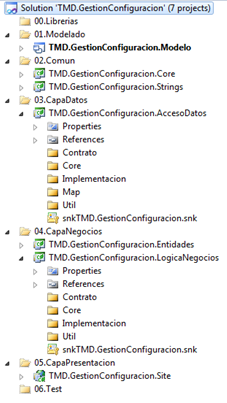 Solution 'TMD.GestionConfiguracion' (7 projects)
00.Librerias
01.Modelado
TMD.GestionConfiguracion.Modelo
02.Comun
TMD.GestionConfiguracion.Core
TMD.GestionConfiguracion.Strings
03.CapaDatos
TMD.GestionConfiguracion.AccesoDatos
Properties
References
Contrato
Core
Implementacion
Map
Util
snkTMD.GestionConfiguracion.snk
04.CapaNegocios
TMD.GestionConfiguracion.Entidades
TMD.GestionConfiguracion.LogicaNegocios
Properties
References
Contrato
Core
Implementacion
Util
snkTMD.GestionConfiguracion.snk
05.CapaPresentacion
TMD.GestionConfiguracion.Site
06.Test